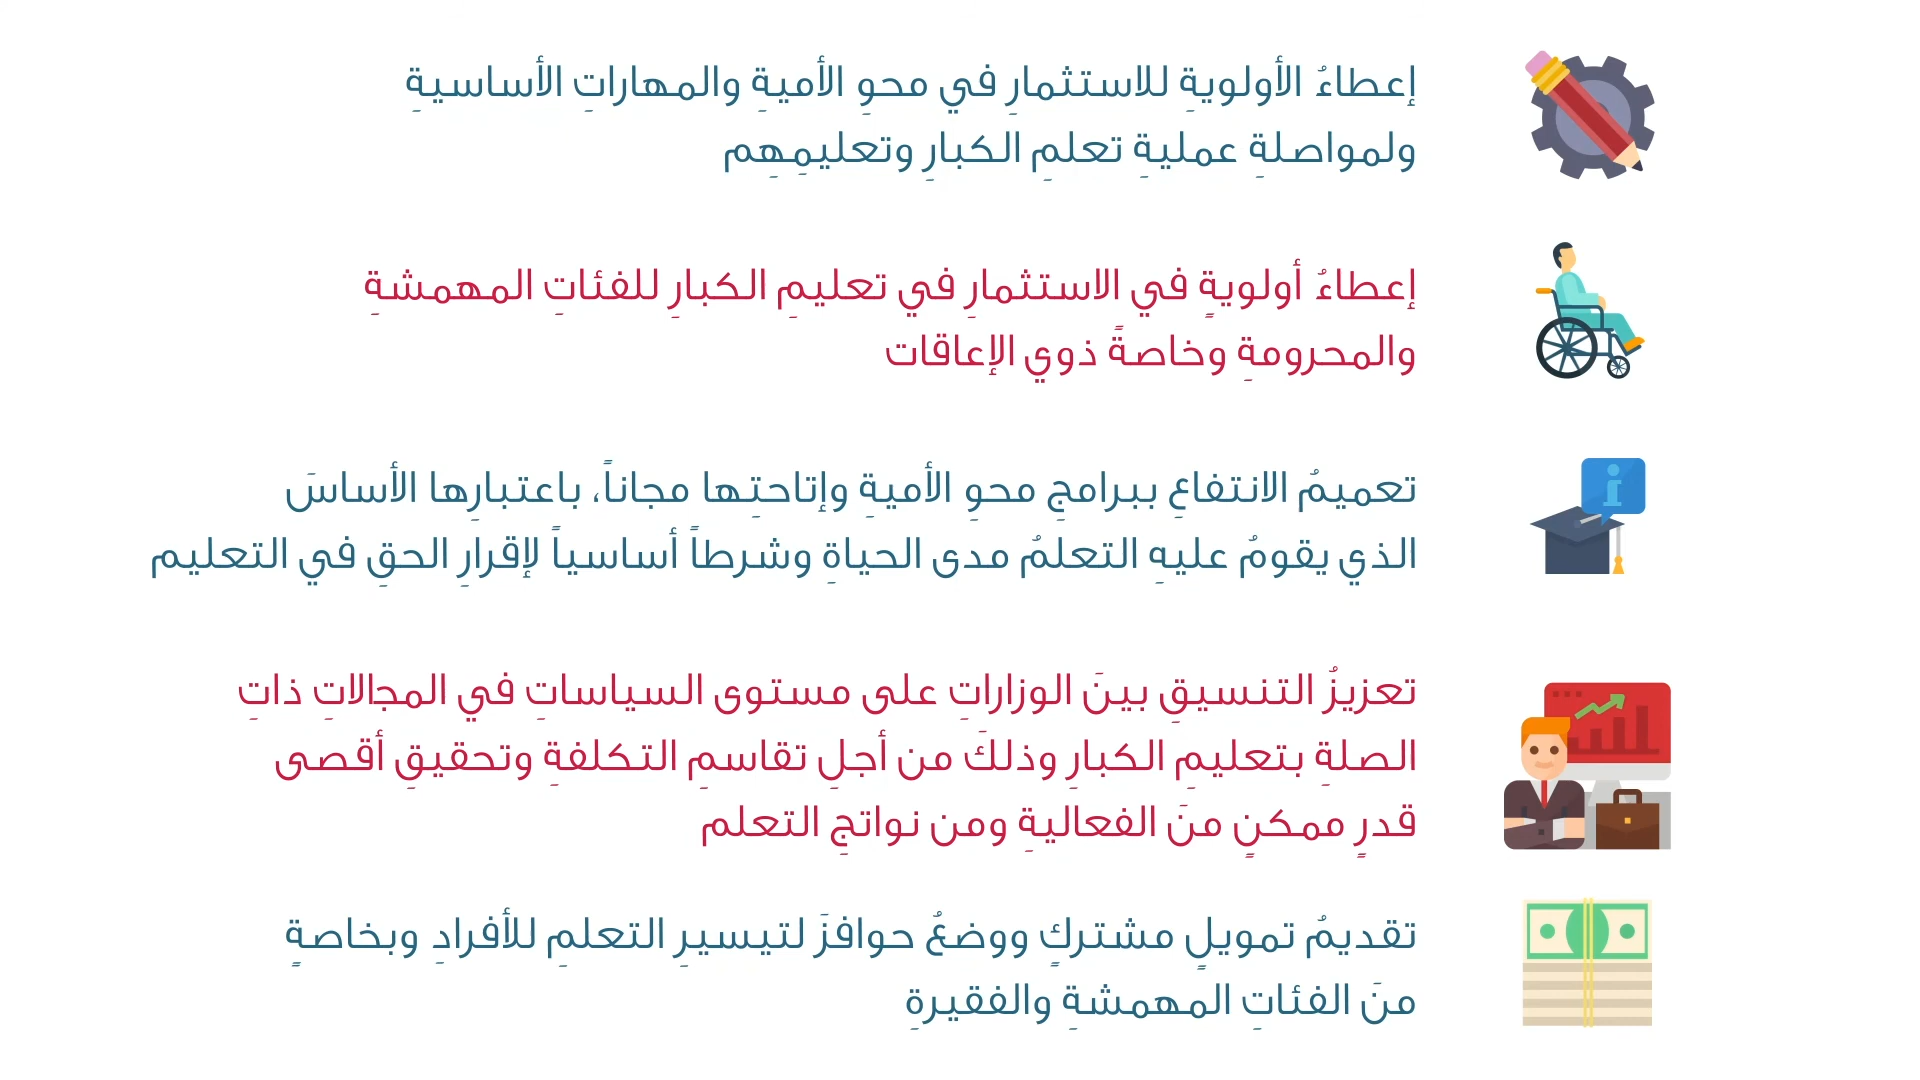 إعطاءُ الأولويةِ للاستثمارِ في محوِ الأميةِ والمهاراتِ الأساسيةِ
ولمواصلةِ عمليةِ تعلمِ الكبارِ وتعليمِهِم
إعطاءُ أولويةٍ في الاستثمارِ في تعليمِ الكبارِ للفئاتِ المهمشةِ
والمحرومةِ وخاصةً ذوي الإعاقات
تعميمُ الانتفاعِ ببرامجِ محوِ الأميةِ وإتاحتِها مجاناً، باعتبارِها الأساسَ
الذي يقومُ عليهِ التعلمُ مدى الحياةِ وشرطاً أساسياً لإقرارِ الحقِ في التعليم
تعزيزُ التنسيقِ بينَ الوزاراتِ على مستوى السياساتِ في المجالاتِ ذاتِ
الصلةِ بتعليمِ الكبارِ وذلكَ من أجلِ تقاسمِ التكلفةِ وتحقيقِ أقصى
قدرٍ ممكنٍ منَ الفعاليةِ ومن نواتجِ التعلم
تقديمُ تمويلٍ مشتركٍ ووضعُ حوافزَ لتيسيرِ التعلمِ للأفرادِ وبخاصةٍ
منَ الفئاتِ المهمشةِ والفقيرةِ